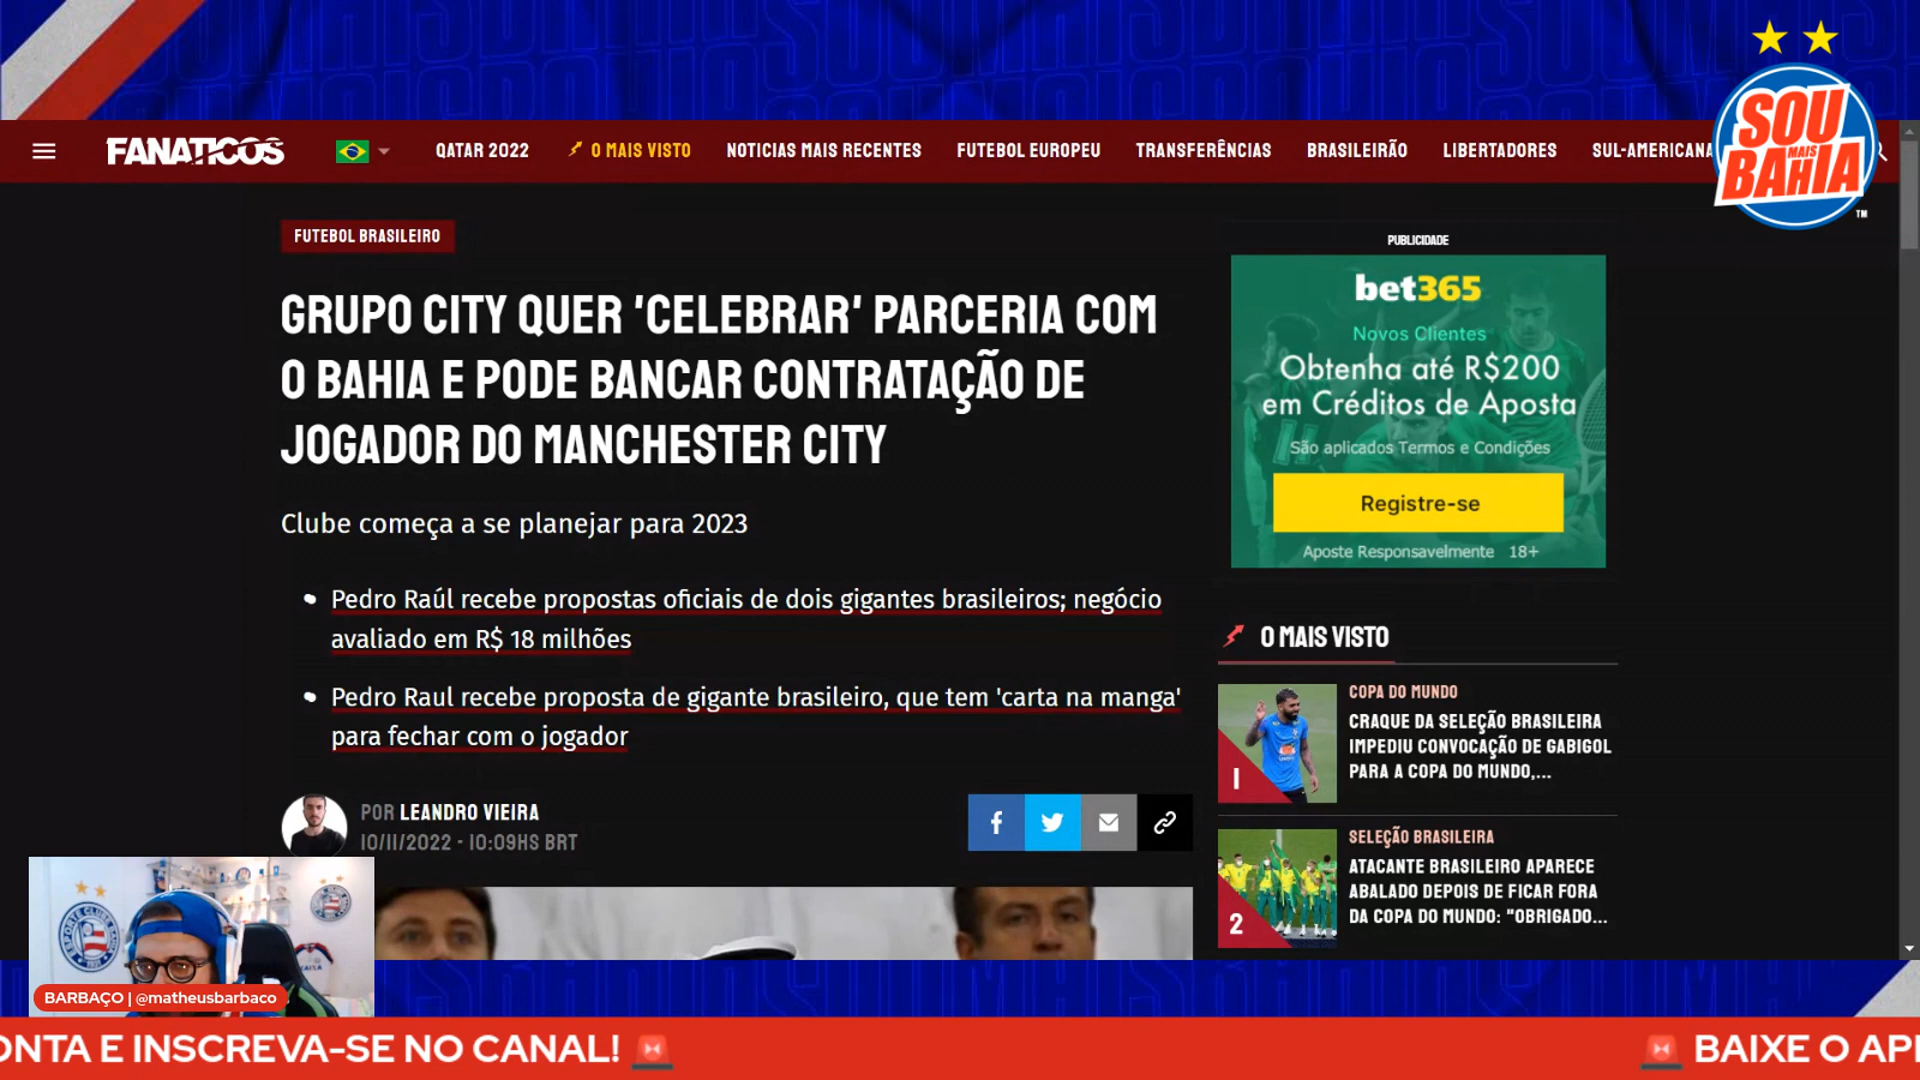 SOU
MAIS
BAHIA
TM
FANATICOS
QATAR 2022
O MAIS VISTO
NOTICIAS MAIS RECENTES
FUTEBOL EUROPEU
TRANSFERÊNCIAS
BRASILEIRÃO
LIBERTADORES
SUL-AMERICANA
FUTEBOL BRASILEIRO
GRUPO CITY QUER 'CELEBRAR' PARCERIA COM
O BAHIA E PODE BANCAR CONTRATAÇÃO DE
JOGADOR DO MANCHESTER CITY
Clube começa a se planejar para 2023
Pedro Raúl recebe propostas oficiais de dois gigantes brasileiros; negócio
avaliado em R$ 18 milhões
Pedro Raul recebe proposta de gigante brasileiro, que tem 'carta na manga'
para fechar com o jogador
POR LEANDRO VIEIRA
10/11/2022 - 10:09HS BRT
PUBLICIDADE
bet365
Novos Clientes
Obtenha até R$200
em Créditos de Aposta
São aplicados Termos e Condições
Registre-se
Aposte Responsavelmente 18+
O MAIS VISTO
1
COPA DO MUNDO
CRAQUE DA SELEÇÃO BRASILEIRA
IMPEDIU CONVOCAÇÃO DE GABIGOL
PARA A COPA DO MUNDO,...
2
SELEÇÃO BRASILEIRA
ATACANTE BRASILEIRO APARECE
ABALADO DEPOIS DE FICAR FORA
DA COPA DO MUNDO: "OBRIGADO...
BARBAÇO | @matheusbarbaco
ONTA E INSCREVA-SE NO CANAL!
BAIXE O API